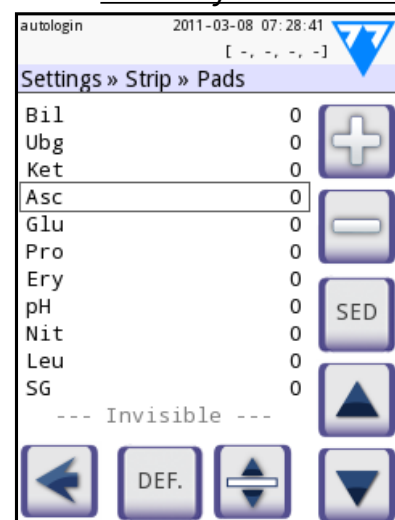 autologin 2011-03-08 07:28:41
[ -, -, -, -]
Settings » Strip » Pads
Bil 0
Ubg 0
Ket 0
Asc 0
Glu 0
Pro 0
Ery 0
pH 0
Nit 0
Leu 0
SG 0
--- Invisible ---
SED
DEF.